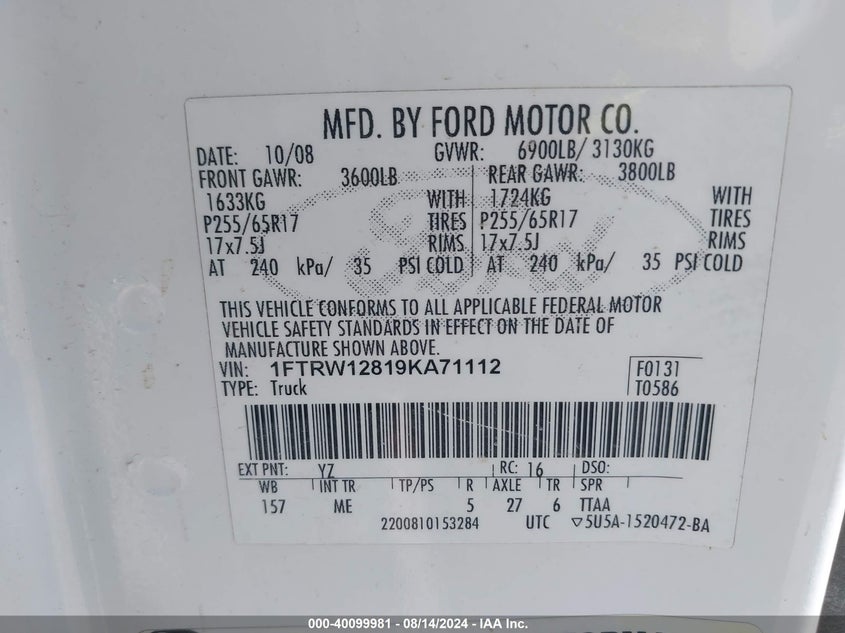 MFD. BY FORD MOTOR CO.
DATE: 10/08 GVWR: 6900LB/ 3130KG
FRONT GAWR: 3600LB REAR GAWR: 3800LB
1633KG WITH 1724KG WITH
P255/65R17 TIRES P255/65R17 TIRES
17x7.5J RIMS 17x7.5J RIMS
AT 240 kPa/ 35 PSI COLD AT 240 kPa/ 35 PSI COLD
THIS VEHICLE CONFORMS TO ALL APPLICABLE FEDERAL MOTOR
VEHICLE SAFETY STANDARDS IN EFFECT ON THE DATE OF
MANUFACTURE SHOWN ABOVE.
VIN: 1FTRW12819KA71112 F0131
TYPE: Truck T0586
EXT PNT: YZ RC: 16 DSO:
WB INT TR TP/PS R AXLE TR SPR
157 ME 5 27 6 TTAA
2200810153284 UTC ▽5U5A-1520472-BA
Ford
000-40099981 - 08/14/2024 - IAA Inc.